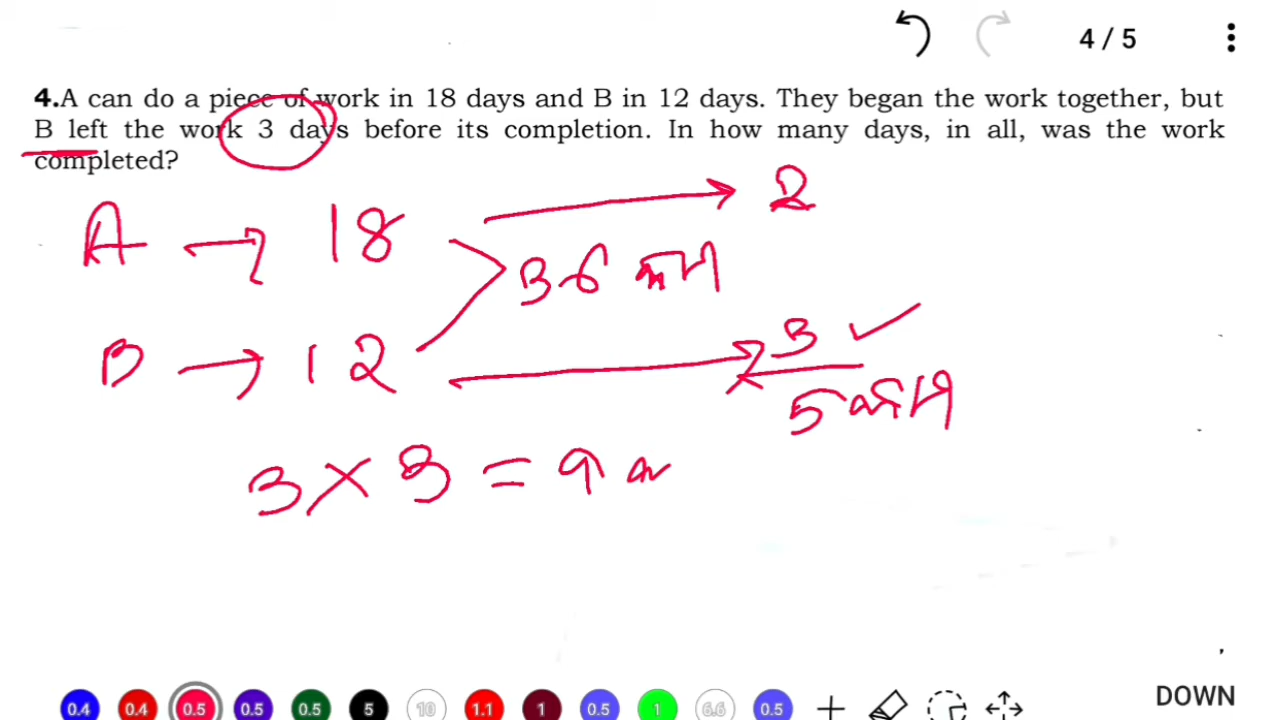 4 / 5
4.A can do a piece of work in 18 days and B in 12 days. They began the work together, but
B left the work 3 days before its completion. In how many days, in all, was the work
completed?
A → 18 → 2
36 काम
B → 12 → 3 ✓
5 काम
3 × 3 = 9
0.4 0.4 0.5 0.5 0.5 5 10 1.1 1 0.5 1 6.6 0.5
DOWN